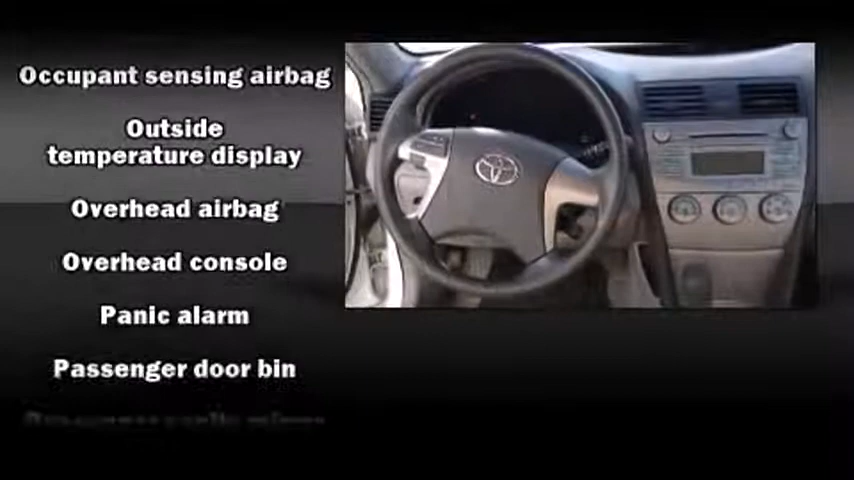 Occupant sensing airbag
Outside
temperature display
Overhead airbag
Overhead console
Panic alarm
Passenger door bin